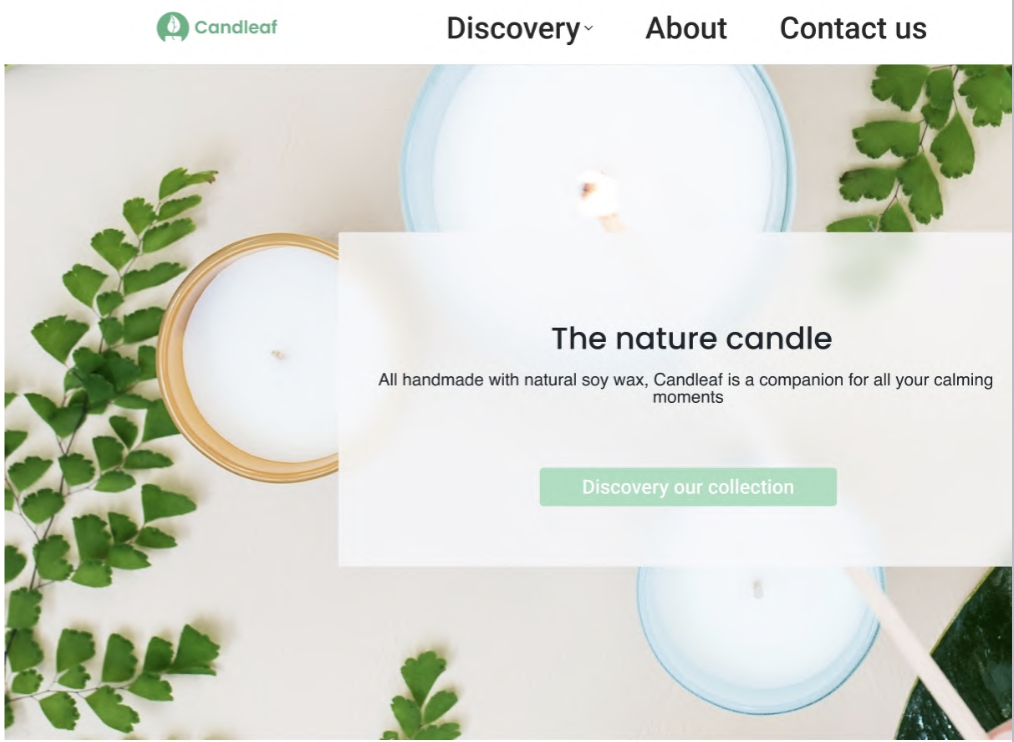 Candleaf
Discovery
About
Contact us
The nature candle
All handmade with natural soy wax, Candleaf is a companion for all your calming
moments
Discovery our collection